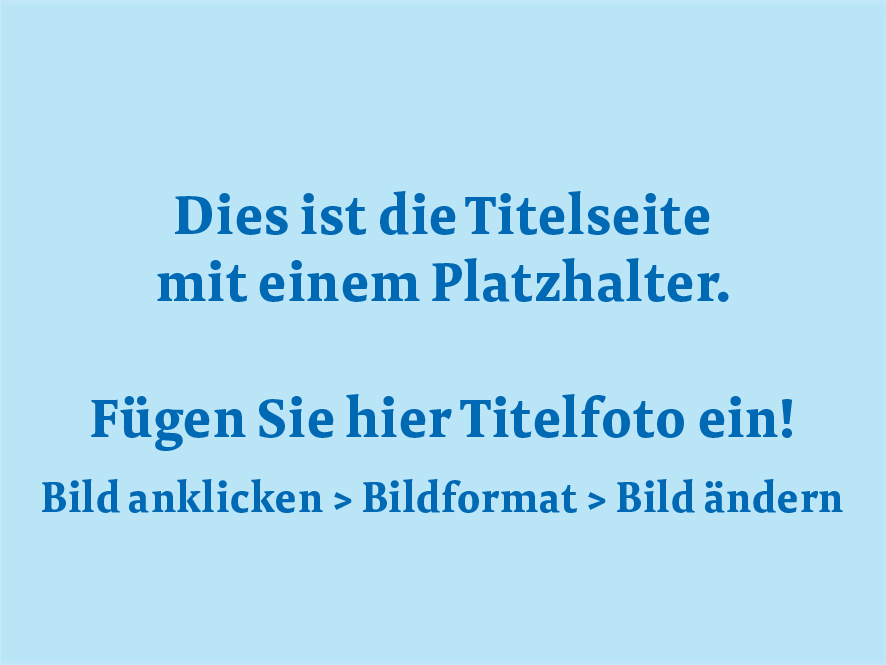 Dies ist die Titelseite
mit einem Platzhalter.
Fügen Sie hier Titelfoto ein!
Bild anklicken > Bildformat > Bild ändern